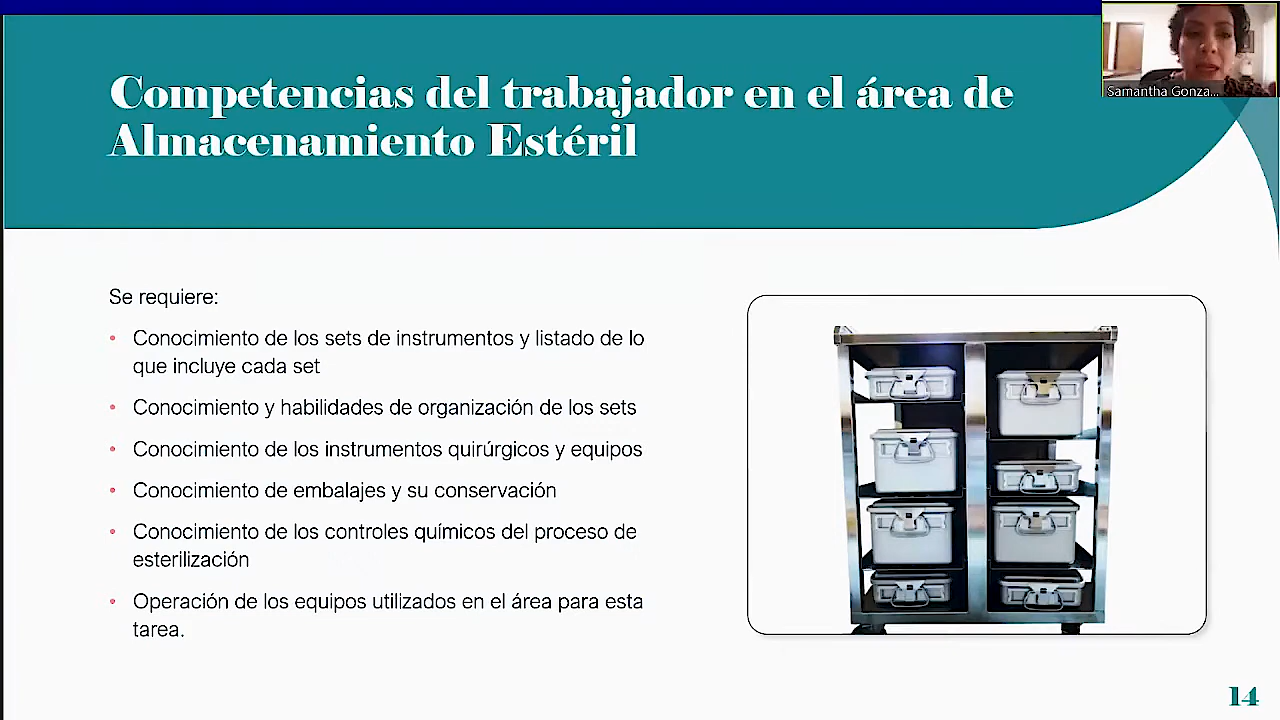 Samantha Gonza...
Competencias del trabajador en el área de
Almacenamiento Estéril
Se requiere:
• Conocimiento de los sets de instrumentos y listado de lo
que incluye cada set
• Conocimiento y habilidades de organización de los sets
• Conocimiento de los instrumentos quirúrgicos y equipos
• Conocimiento de embalajes y su conservación
• Conocimiento de los controles químicos del proceso de
esterilización
• Operación de los equipos utilizados en el área para esta
tarea.
14